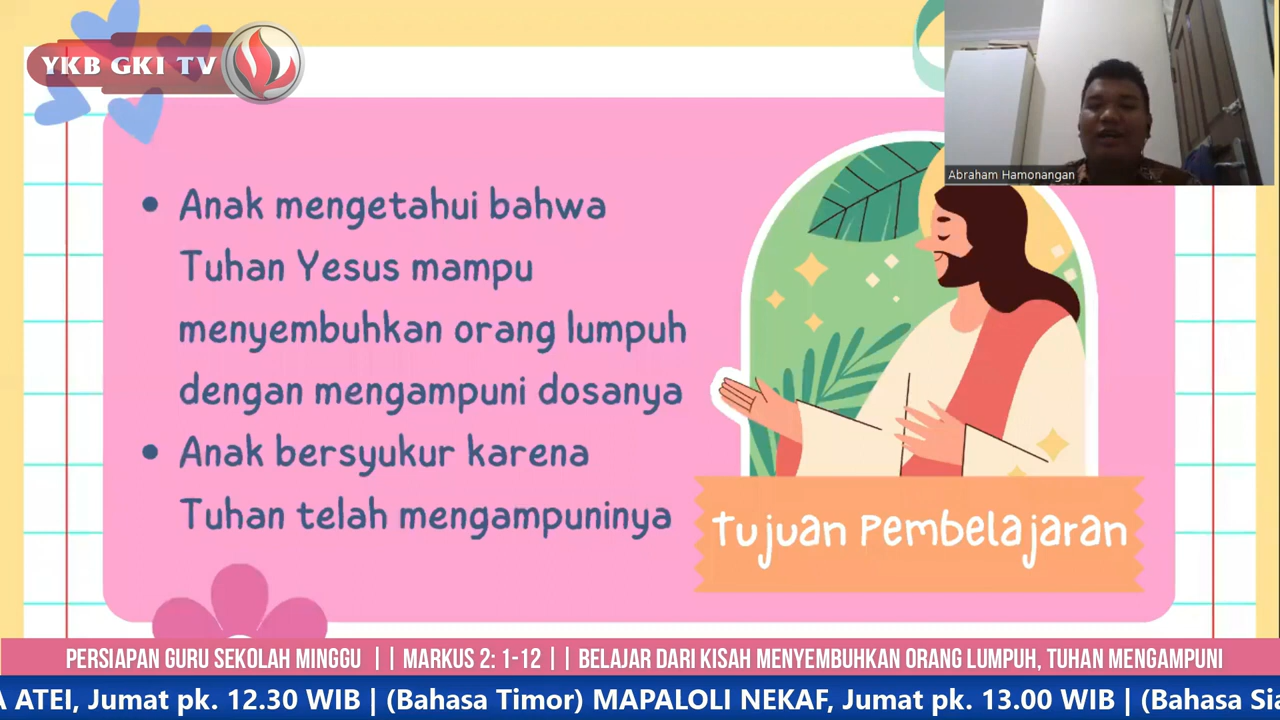 YKB GKI TV
Abraham Hamonangan
• Anak mengetahui bahwa
Tuhan Yesus mampu
menyembuhkan orang lumpuh
dengan mengampuni dosanya
• Anak bersyukur karena
Tuhan telah mengampuninya
Tujuan Pembelajaran
PERSIAPAN GURU SEKOLAH MINGGU || MARKUS 2: 1-12 || BELAJAR DARI KISAH MENYEMBUHKAN ORANG LUMPUH, TUHAN MENGAMPUNI
A ATEI, Jumat pk. 12.30 WIB | (Bahasa Timor) MAPALOLI NEKAF, Jumat pk. 13.00 WIB | (Bahasa Sia